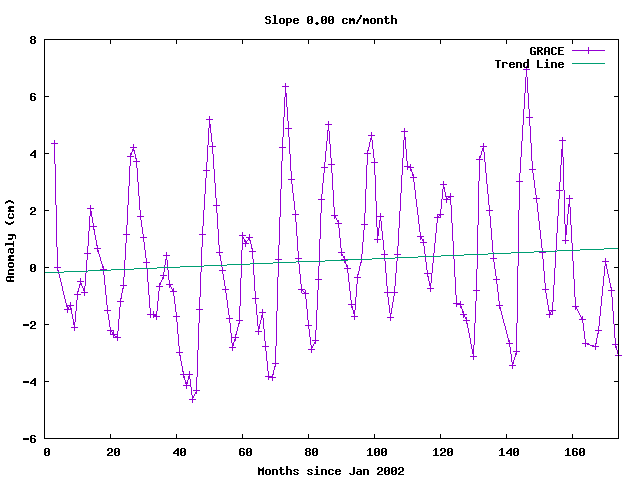 Slope 0.00 cm/month
GRACE
Trend Line
8
6
4
2
0
-2
-4
-6
Anomaly (cm)
0 20 40 60 80 100 120 140 160
Months since Jan 2002